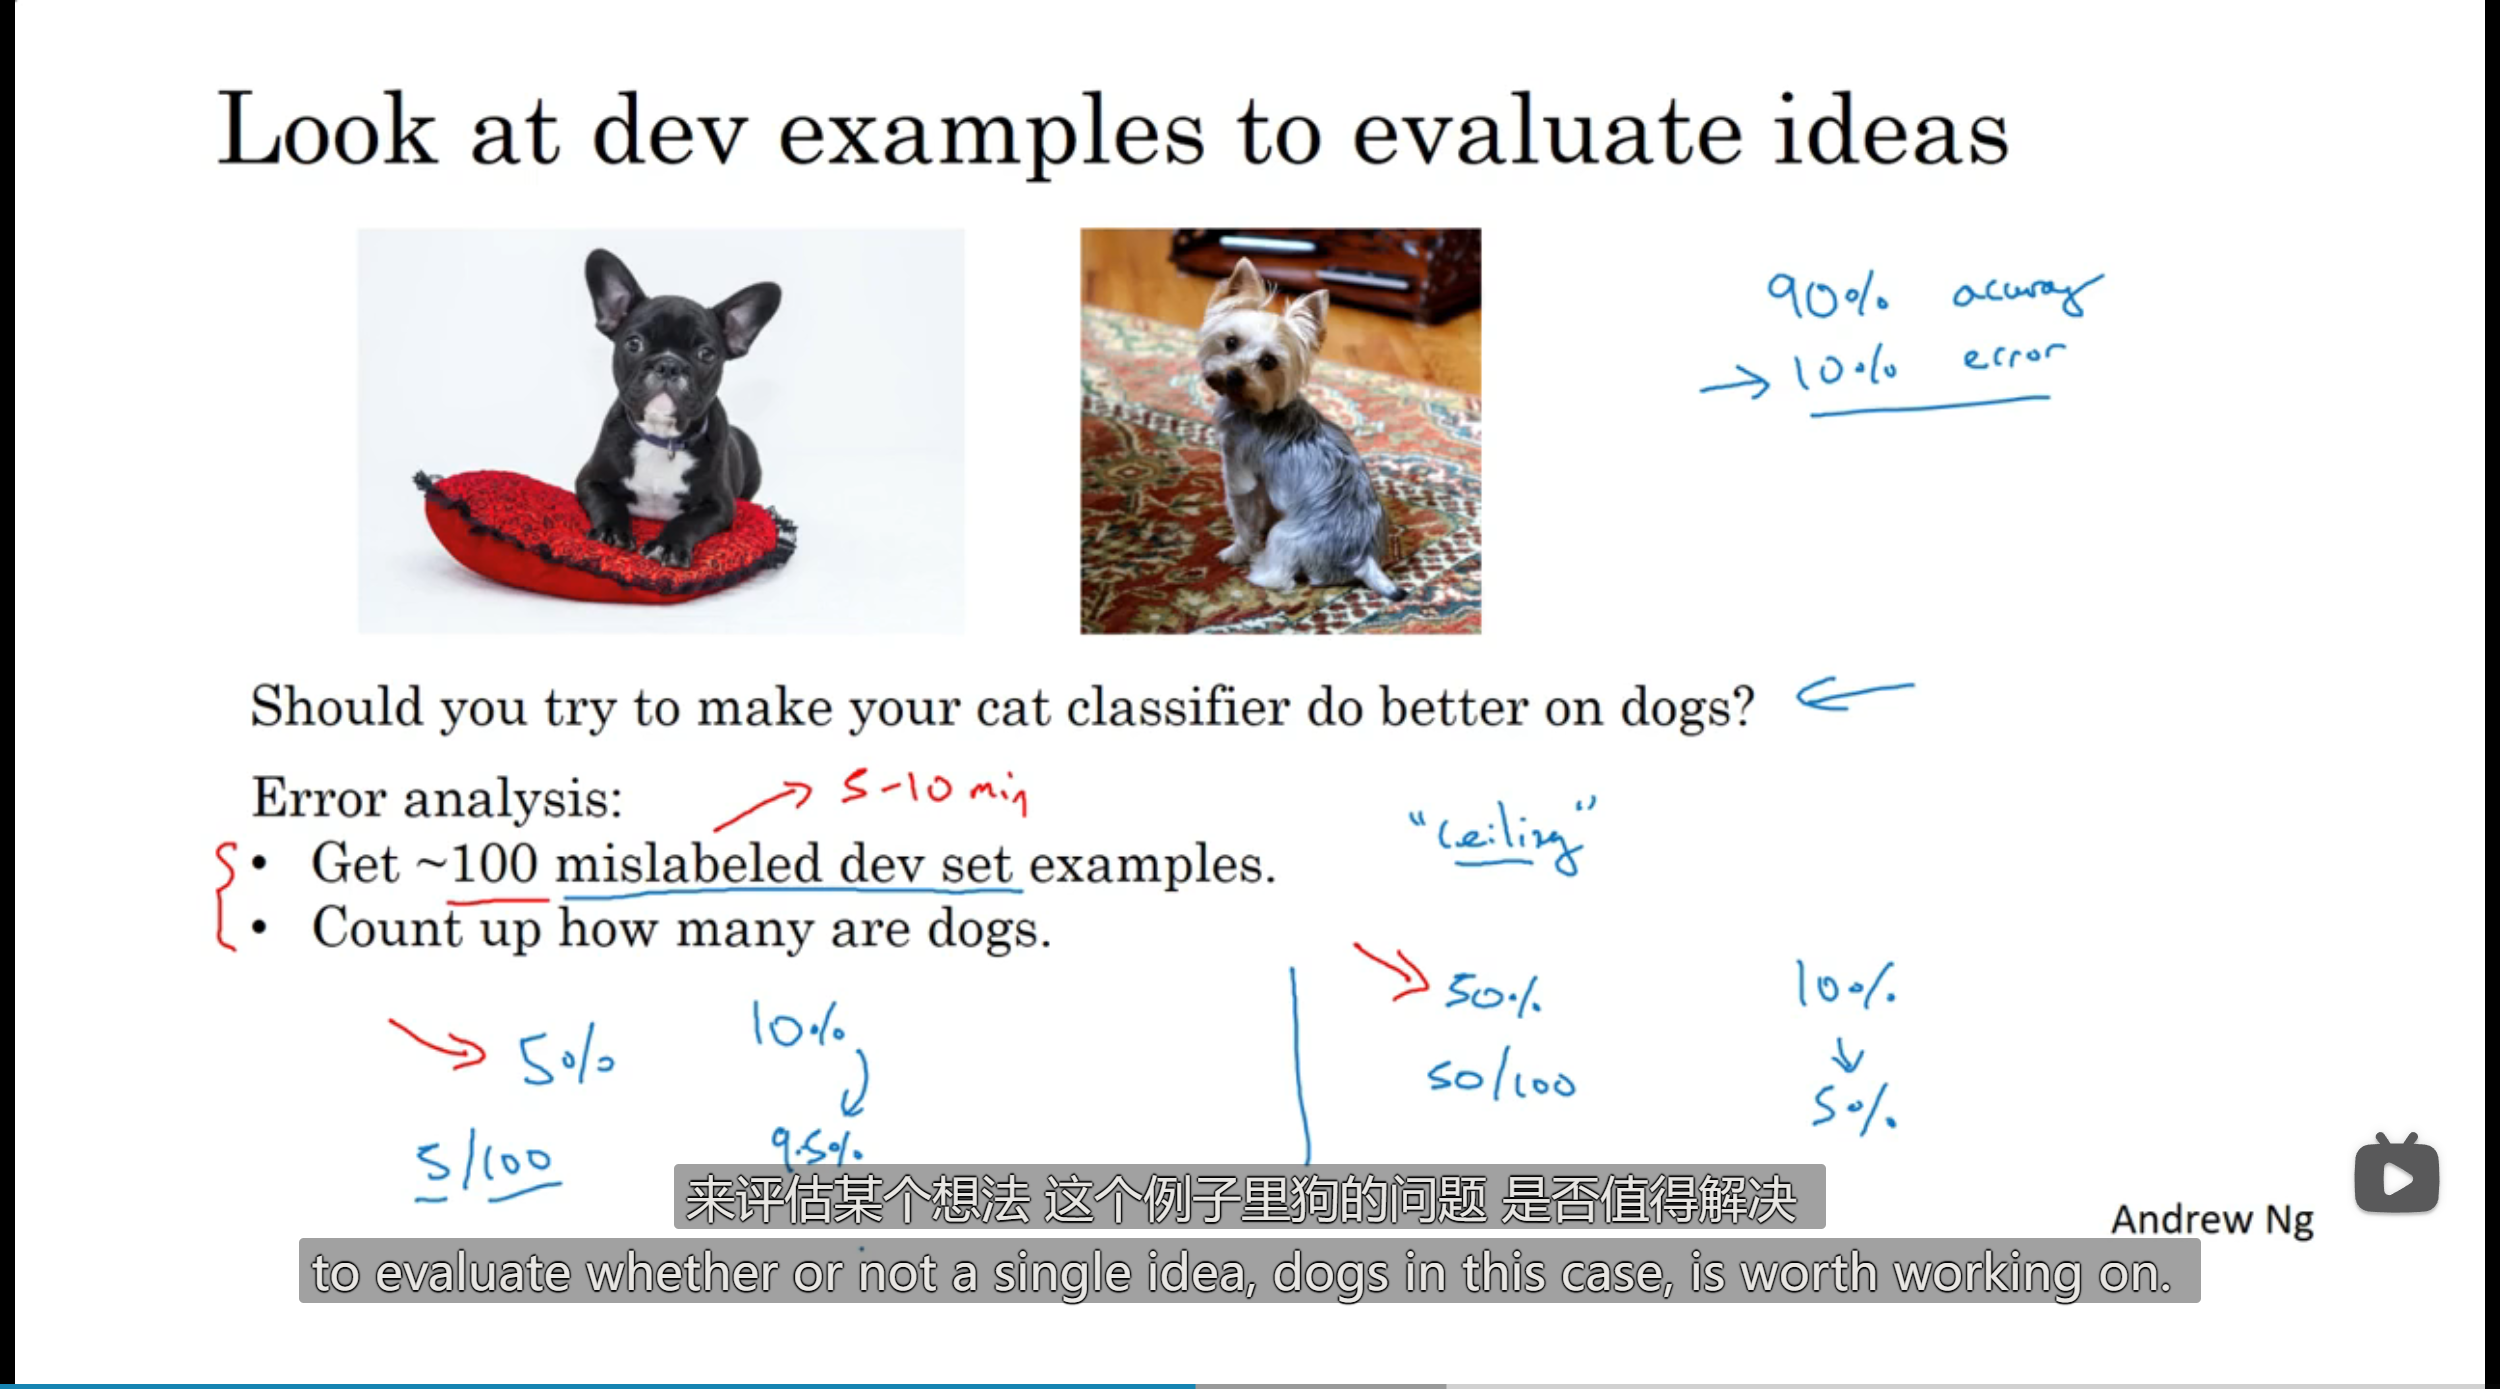 Look at dev examples to evaluate ideas
90% accuracy
→ 10% error
Should you try to make your cat classifier do better on dogs? ←
Error analysis:
→ 5-10 min
"ceiling"
• Get ~100 mislabeled dev set examples.
• Count up how many are dogs.
→ 5%
10%
5/100
9.5%
→ 50%
10%
50/100
↓
5%
来评估某个想法 这个例子里狗的问题 是否值得解决
Andrew Ng
to evaluate whether or not a single idea, dogs in this case, is worth working on.